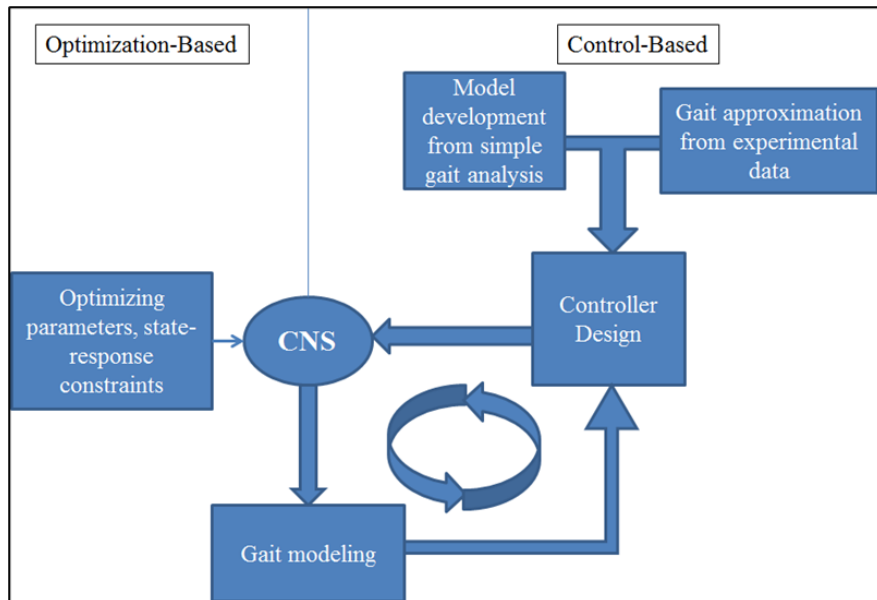 Optimization-Based
Control-Based
Model
development
from simple
gait analysis
Gait approximation
from experimental
data
Optimizing
parameters, state-
response
constraints
CNS
Controller
Design
Gait modeling